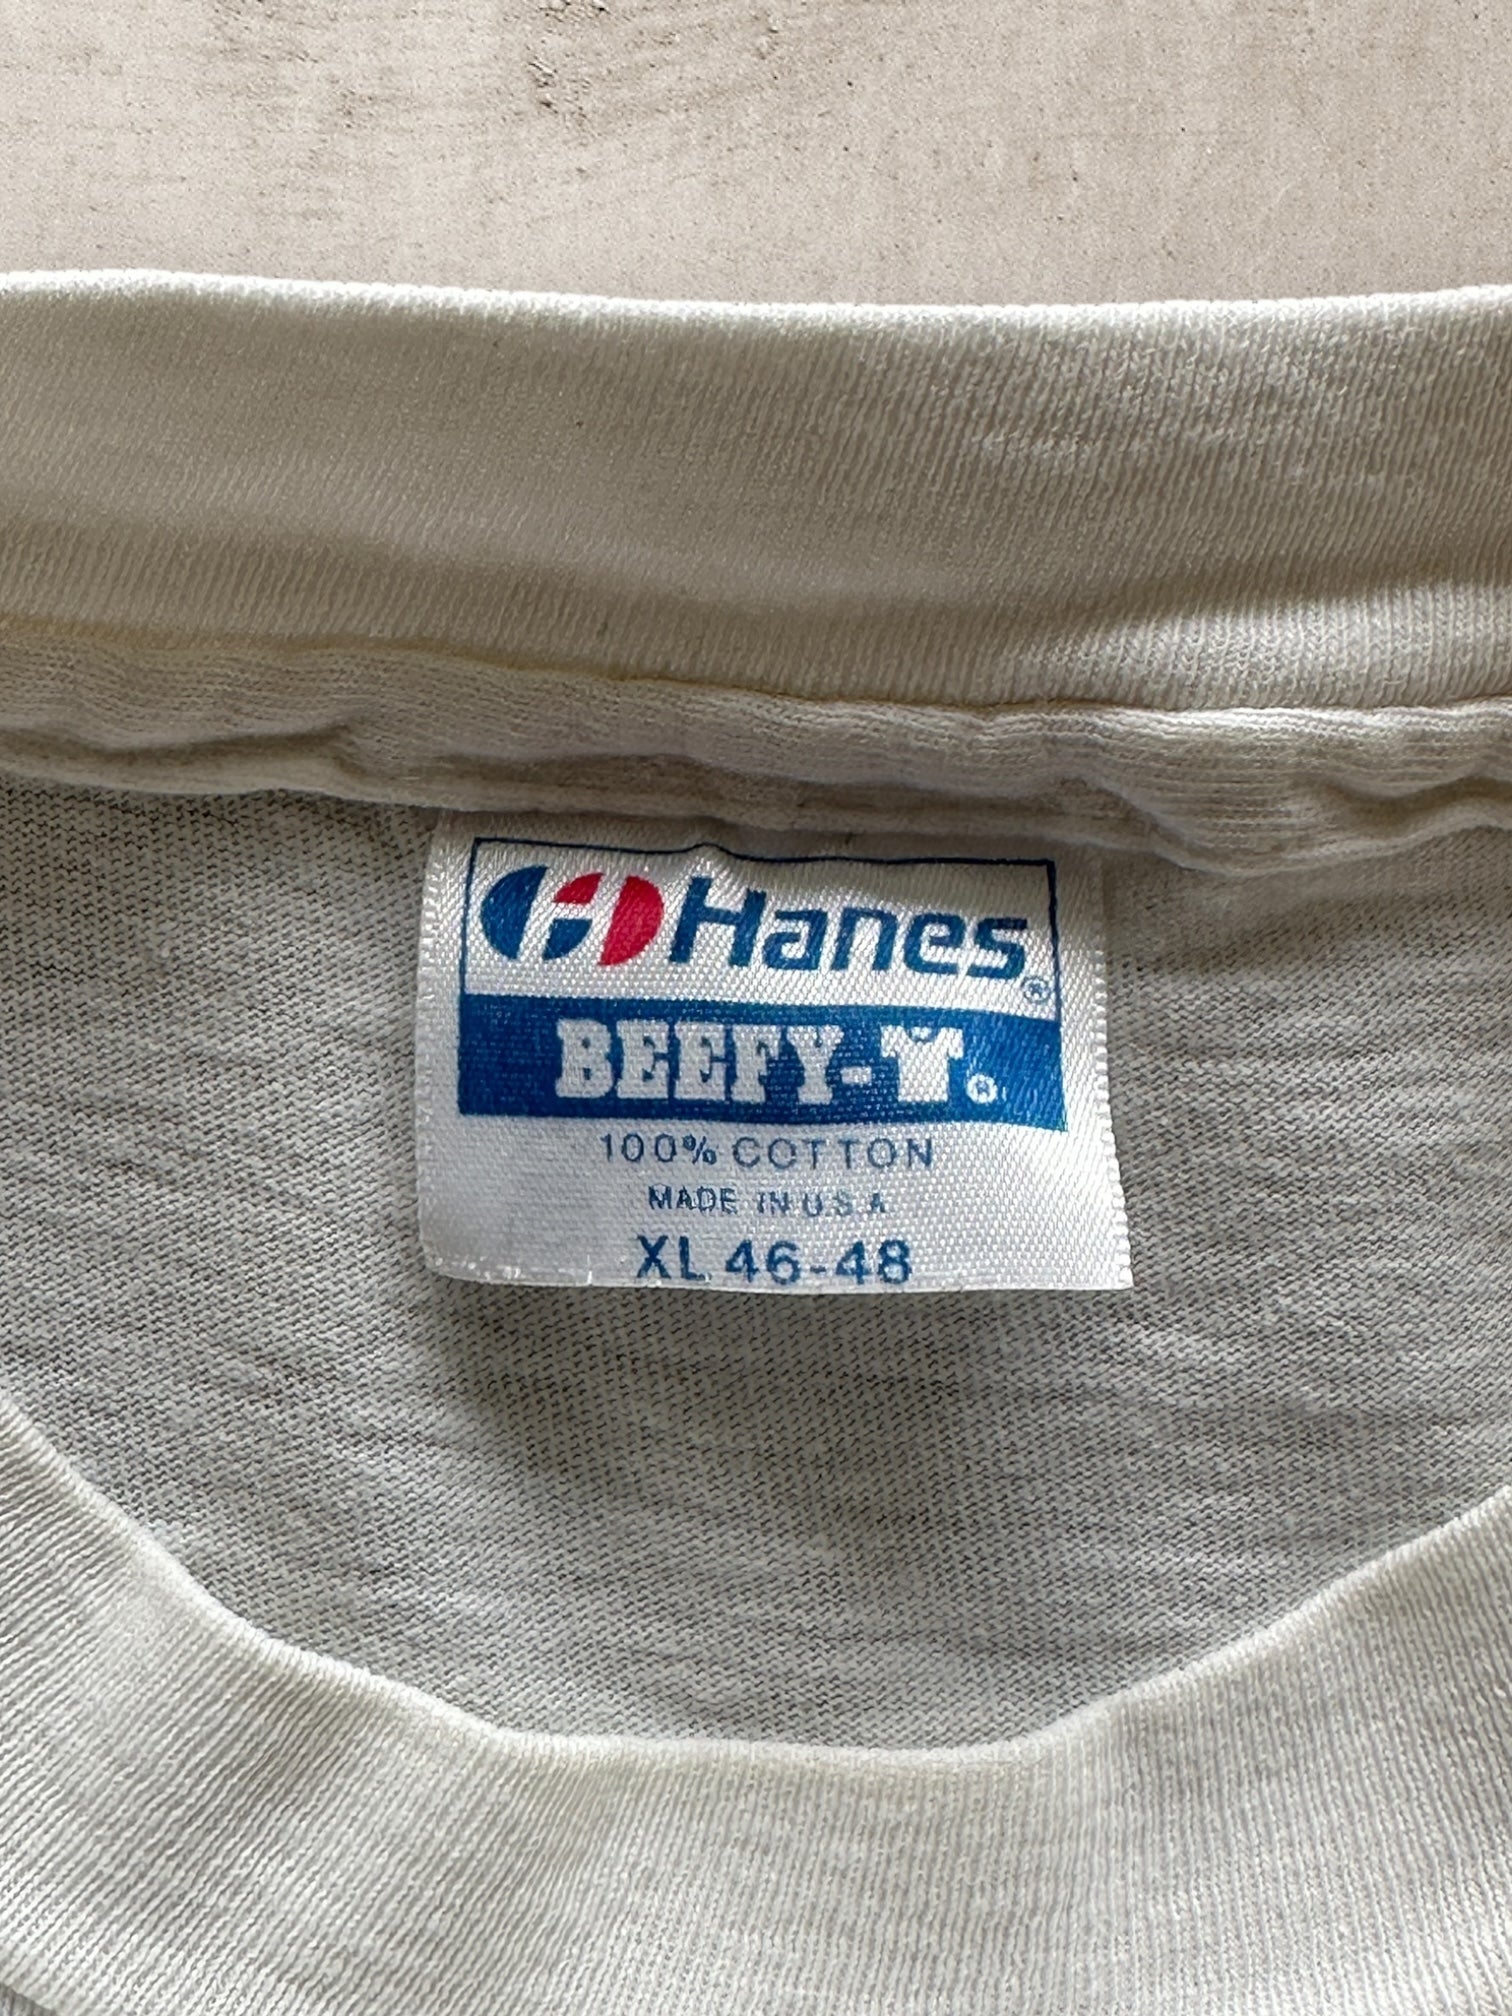 Hanes®
BEEFY-T®
100% COTTON
MADE IN U.S.A
XL 46-48